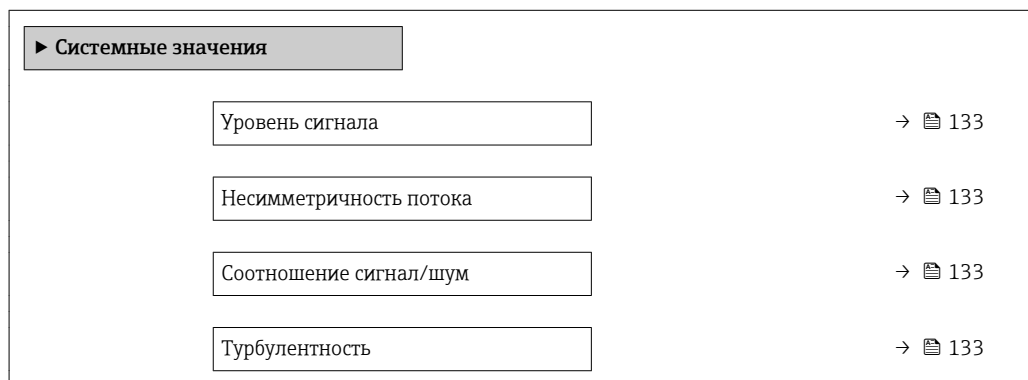 ► Системные значения
Уровень сигнала → 133
Несимметричность потока → 133
Соотношение сигнал/шум → 133
Турбулентность → 133